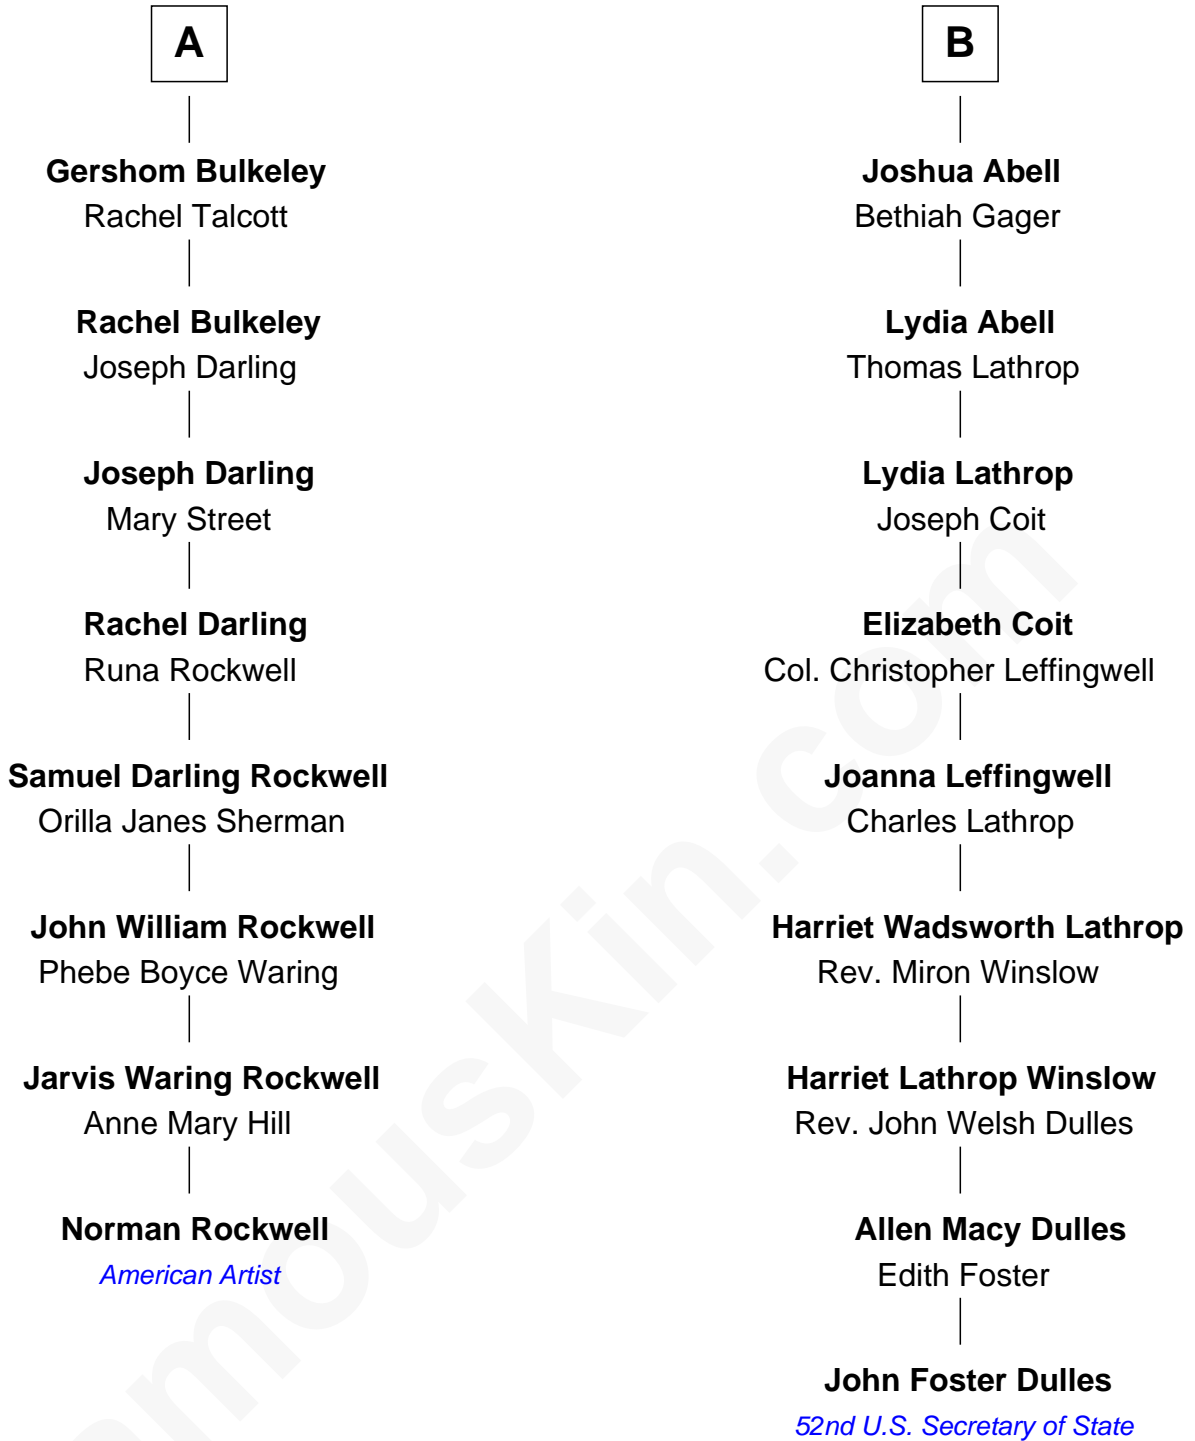 A
Gershom Bulkeley
Rachel Talcott
Rachel Bulkeley
Joseph Darling
Joseph Darling
Mary Street
Rachel Darling
Runa Rockwell
Samuel Darling Rockwell
Orilla Janes Sherman
John William Rockwell
Phebe Boyce Waring
Jarvis Waring Rockwell
Anne Mary Hill
Norman Rockwell
American Artist
B
Joshua Abell
Bethiah Gager
Lydia Abell
Thomas Lathrop
Lydia Lathrop
Joseph Coit
Elizabeth Coit
Col. Christopher Leffingwell
Joanna Leffingwell
Charles Lathrop
Harriet Wadsworth Lathrop
Rev. Miron Winslow
Harriet Lathrop Winslow
Rev. John Welsh Dulles
Allen Macy Dulles
Edith Foster
John Foster Dulles
52nd U.S. Secretary of State
amouskin.com